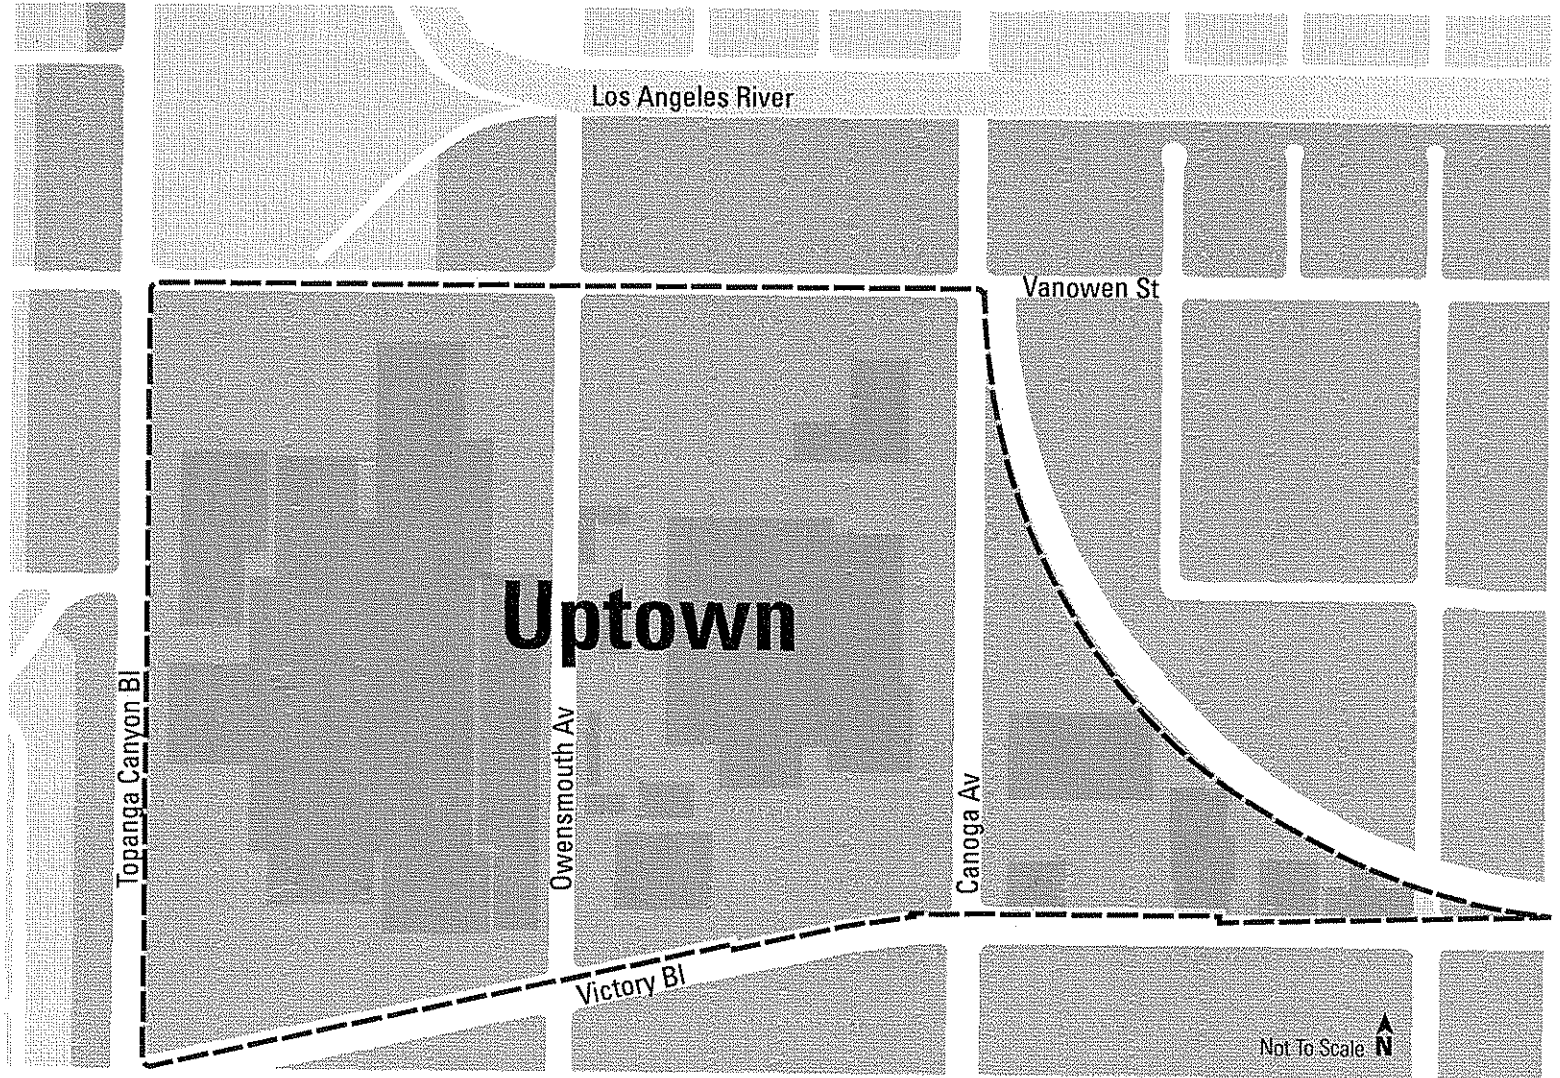 Los Angeles River
Vanowen St
Uptown
Topanga Canyon Bl
Owensmouth Av
Canoga Av
Victory Bl
Not To Scale N